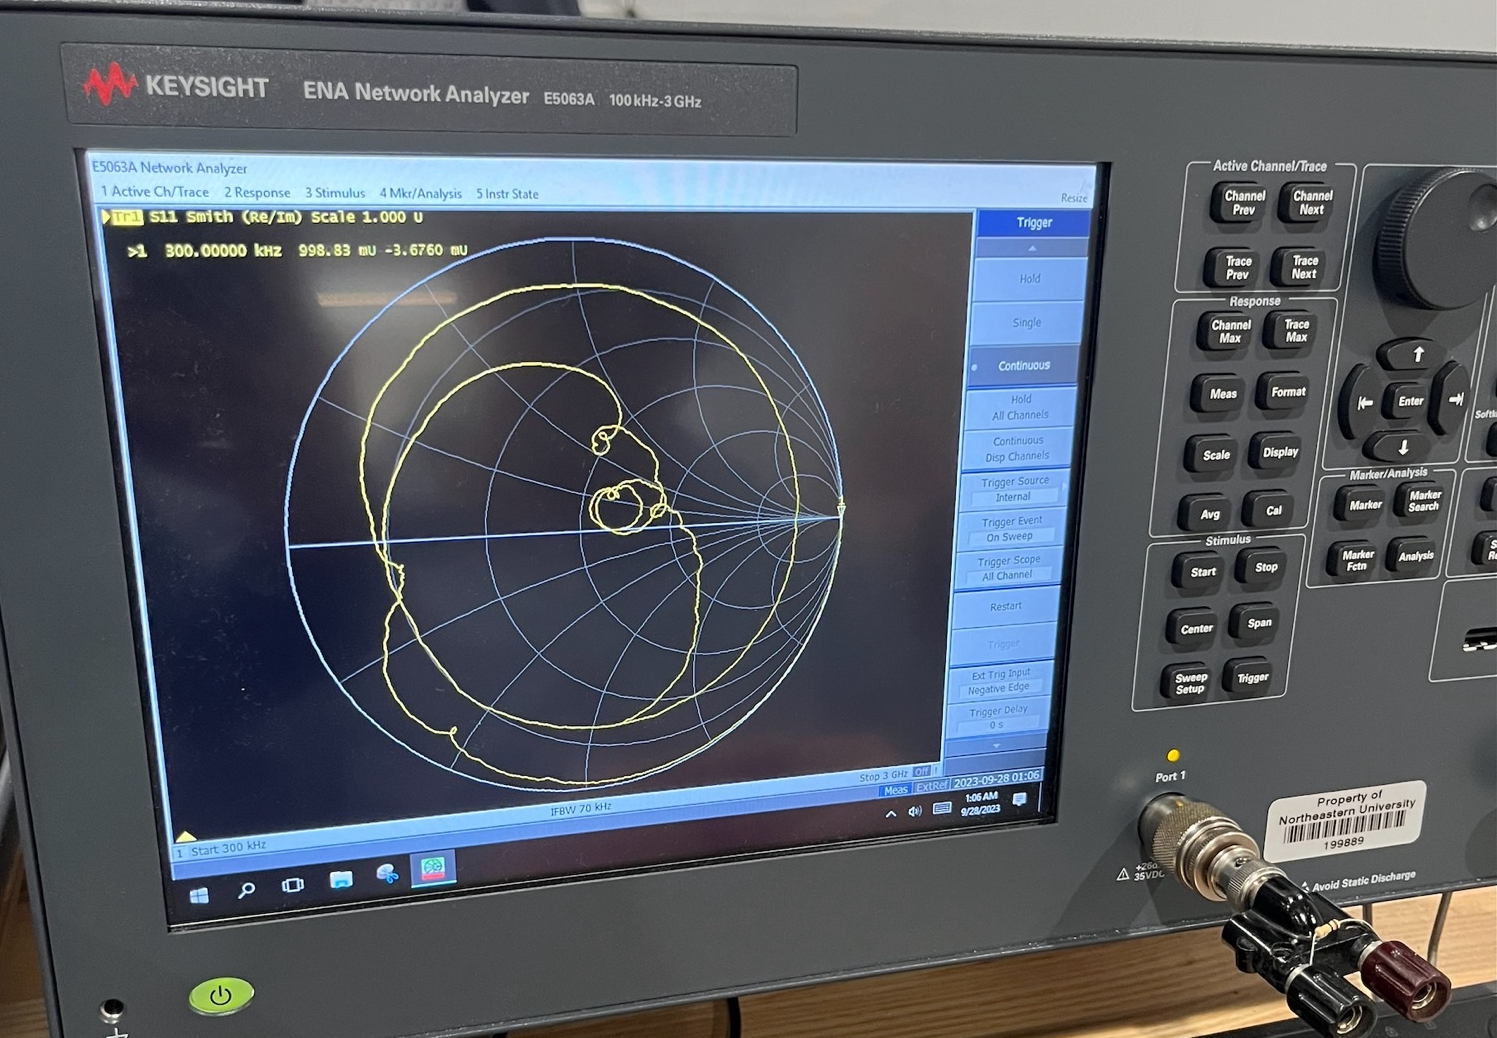 KEYSIGHT ENA Network Analyzer E5063A 100 kHz-3 GHz
E5063A Network Analyzer
1 Active Ch/Trace 2 Response 3 Stimulus 4 Mkr/Analysis 5 Instr State
Resize
Tr1 S11 Smith (Re/Im) Scale 1.000 U
>1 300.00000 kHz 998.83 mU -3.6760 mU
Trigger
Hold
Single
Continuous
Hold
All Channels
Continuous
Disp Channels
Trigger Source
Internal
Trigger Event
On Sweep
Trigger Scope
All Channel
Restart
Trigger
Ext Trig Input
Negative Edge
Trigger Delay
0 s
1 Start 300 kHz
IFBW 70 kHz
Stop 3 GHz Off !
Meas ExtRef 2023-09-28 01:06
1:06 AM
9/28/2023
Active Channel/Trace
Channel
Prev
Channel
Next
Trace
Prev
Trace
Next
Response
Channel
Max
Trace
Max
Meas
Format
Scale
Display
Avg
Cal
Stimulus
Start
Stop
Center
Span
Sweep
Setup
Trigger
Enter
Marker/Analysis
Marker
Marker
Search
Marker
Fctn
Analysis
Port 1
35VDC
Property of
Northeastern University
199889
Avoid Static Discharge